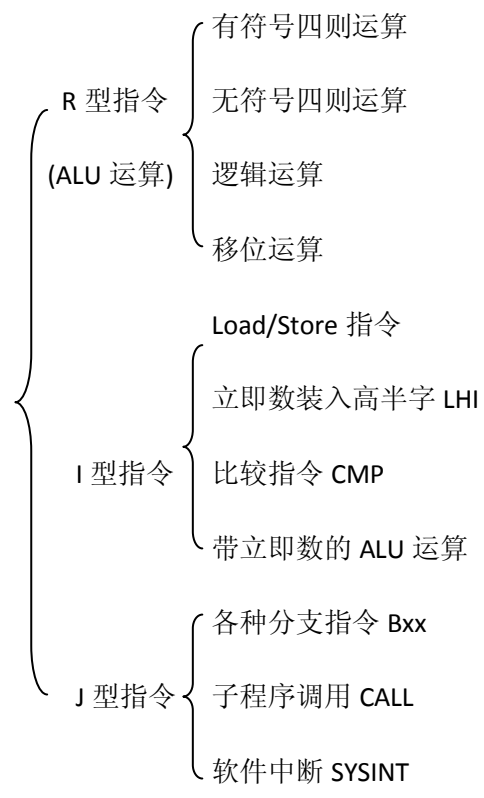 有符号四则运算
R 型指令
无符号四则运算
(ALU 运算)
逻辑运算
移位运算
Load/Store 指令
立即数装入高半字 LHI
I 型指令
比较指令 CMP
带立即数的 ALU 运算
各种分支指令 Bxx
J 型指令
子程序调用 CALL
软件中断 SYSINT